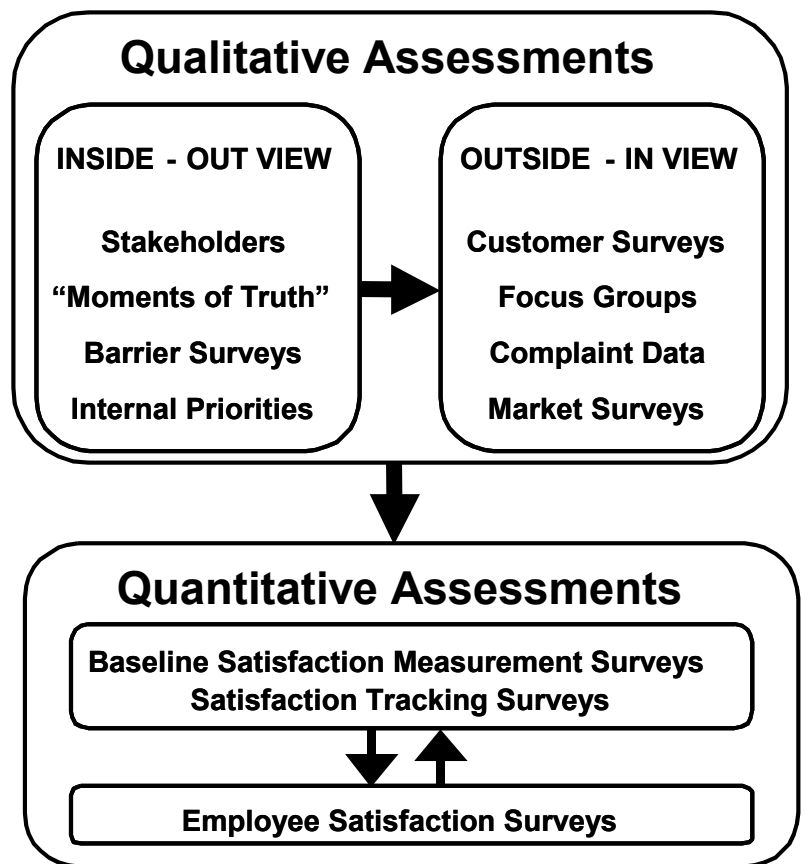 Qualitative Assessments
INSIDE - OUT VIEW
Stakeholders
“Moments of Truth”
Barrier Surveys
Internal Priorities
OUTSIDE - IN VIEW
Customer Surveys
Focus Groups
Complaint Data
Market Surveys
Quantitative Assessments
Baseline Satisfaction Measurement Surveys
Satisfaction Tracking Surveys
Employee Satisfaction Surveys